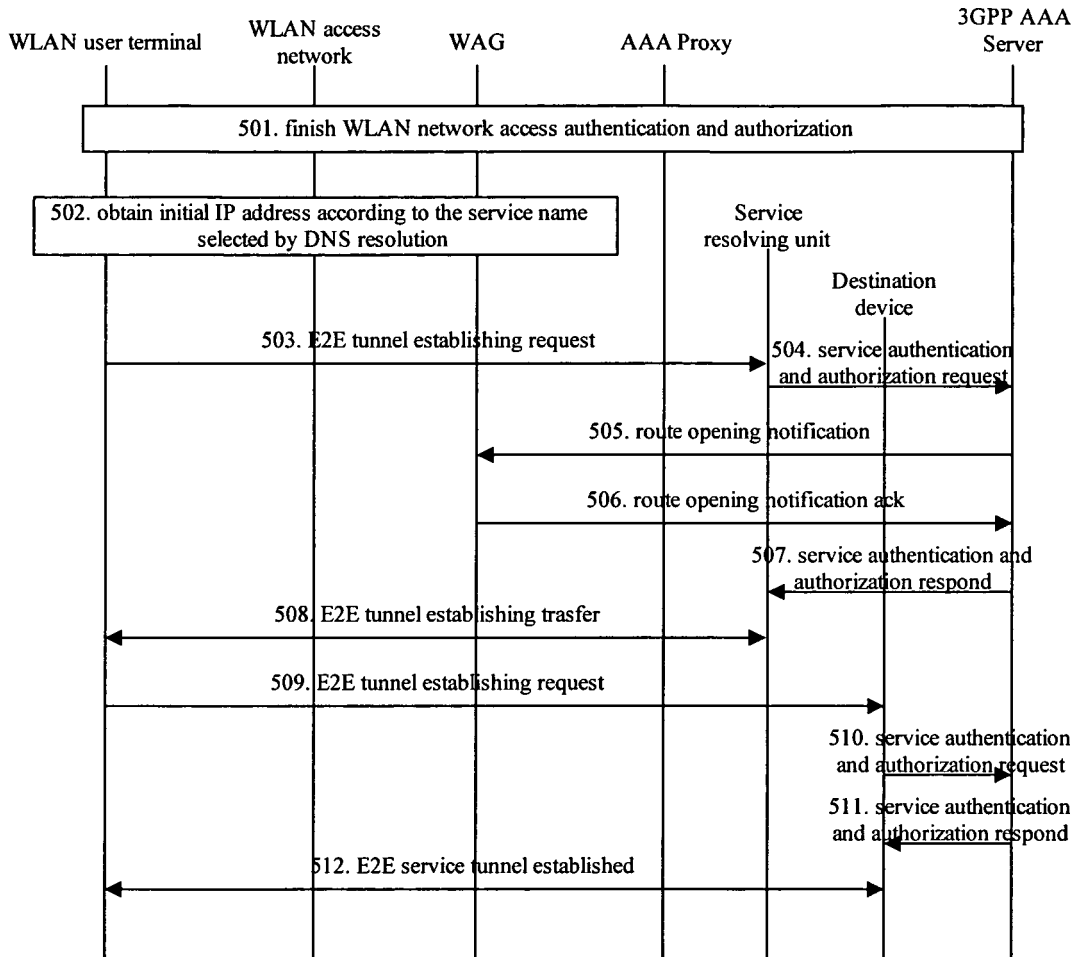 WLAN user terminal
WLAN access
network
WAG
AAA Proxy
3GPP AAA
Server
501. finish WLAN network access authentication and authorization
502. obtain initial IP address according to the service name
selected by DNS resolution
Service
resolving unit
Destination
device
503. E2E tunnel establishing request
504. service authentication
and authorization request
505. route opening notification
506. route opening notification ack
507. service authentication and
authorization respond
508. E2E tunnel establishing trasfer
509. E2E tunnel establishing request
510. service authentication
and authorization request
511. service authentication
and authorization respond
512. E2E service tunnel established